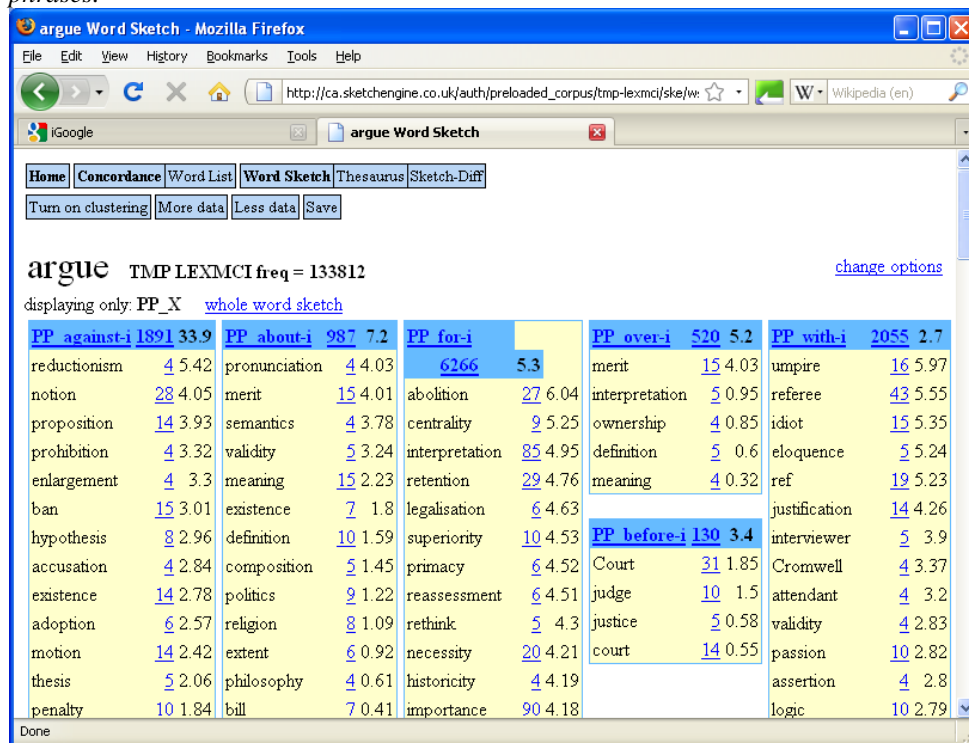 phrases.
argue Word Sketch - Mozilla Firefox
File Edit View History Bookmarks Tools Help
http://ca.sketchengine.co.uk/auth/preloaded_corpus/tmp-lexmci/ske/w: W Wikipedia (en)
iGoogle argue Word Sketch
Home Concordance Word List Word Sketch Thesaurus Sketch-Diff
Turn on clustering More data Less data Save
argue TMP LEXMCI freq = 133812 change options
displaying only: PP_X whole word sketch
PP_against-i 1891 33.9
reductionism 4 5.42
notion 28 4.05
proposition 14 3.93
prohibition 4 3.32
enlargement 4 3.3
ban 15 3.01
hypothesis 8 2.96
accusation 4 2.84
existence 14 2.78
adoption 6 2.57
motion 14 2.42
thesis 5 2.06
penalty 10 1.84
PP_about-i 987 7.2
pronunciation 4 4.03
merit 15 4.01
semantics 4 3.78
validity 5 3.24
meaning 15 2.23
existence 7 1.8
definition 10 1.59
composition 5 1.45
politics 9 1.22
religion 8 1.09
extent 6 0.92
philosophy 4 0.61
bill 7 0.41
PP_for-i
6266 5.3
abolition 27 6.04
centrality 9 5.25
interpretation 85 4.95
retention 29 4.76
legalisation 6 4.63
superiority 10 4.53
primacy 6 4.52
reassessment 6 4.51
rethink 5 4.3
necessity 20 4.21
historicity 4 4.19
importance 90 4.18
PP_over-i 520 5.2
merit 15 4.03
interpretation 5 0.95
ownership 4 0.85
definition 5 0.6
meaning 4 0.32
PP_before-i 130 3.4
Court 31 1.85
judge 10 1.5
justice 5 0.58
court 14 0.55
PP_with-i 2055 2.7
umpire 16 5.97
referee 43 5.55
idiot 15 5.35
eloquence 5 5.24
ref 19 5.23
justification 14 4.26
interviewer 5 3.9
Cromwell 4 3.37
attendant 4 3.2
validity 4 2.83
passion 10 2.82
assertion 4 2.8
logic 10 2.79
Done